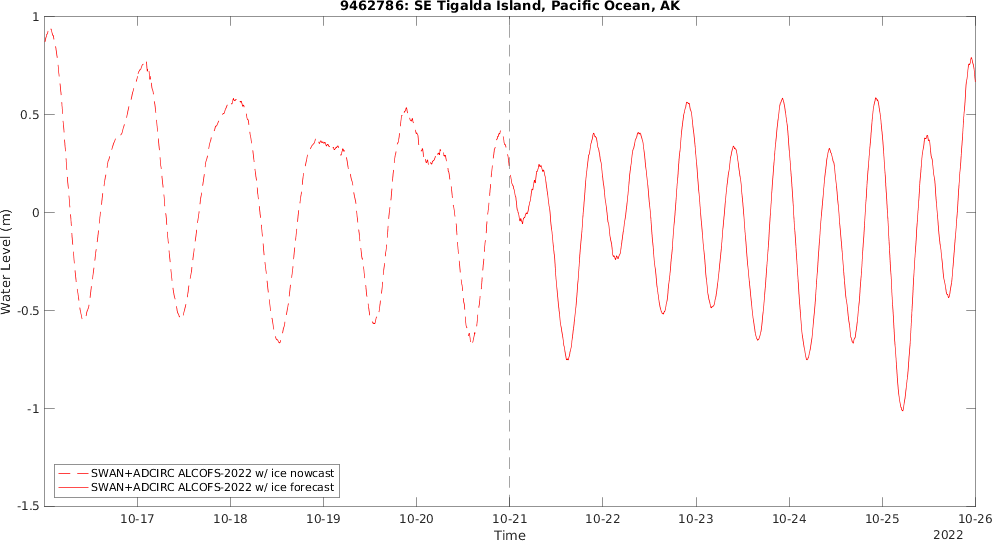 9462786: SE Tigalda Island, Pacific Ocean, AK
1
0.5
0
-0.5
-1
-1.5
Water Level (m)
SWAN+ADCIRC ALCOFS-2022 w/ ice nowcast
SWAN+ADCIRC ALCOFS-2022 w/ ice forecast
10-17 10-18 10-19 10-20 10-21 10-22 10-23 10-24 10-25 10-26
Time
2022